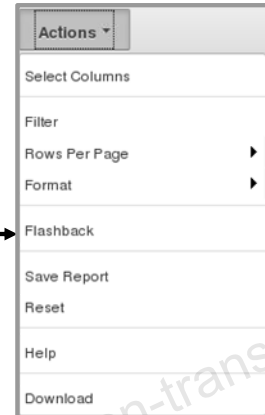 Actions
Select Columns
Filter
Rows Per Page
Format
Flashback
Save Report
Reset
Help
Download